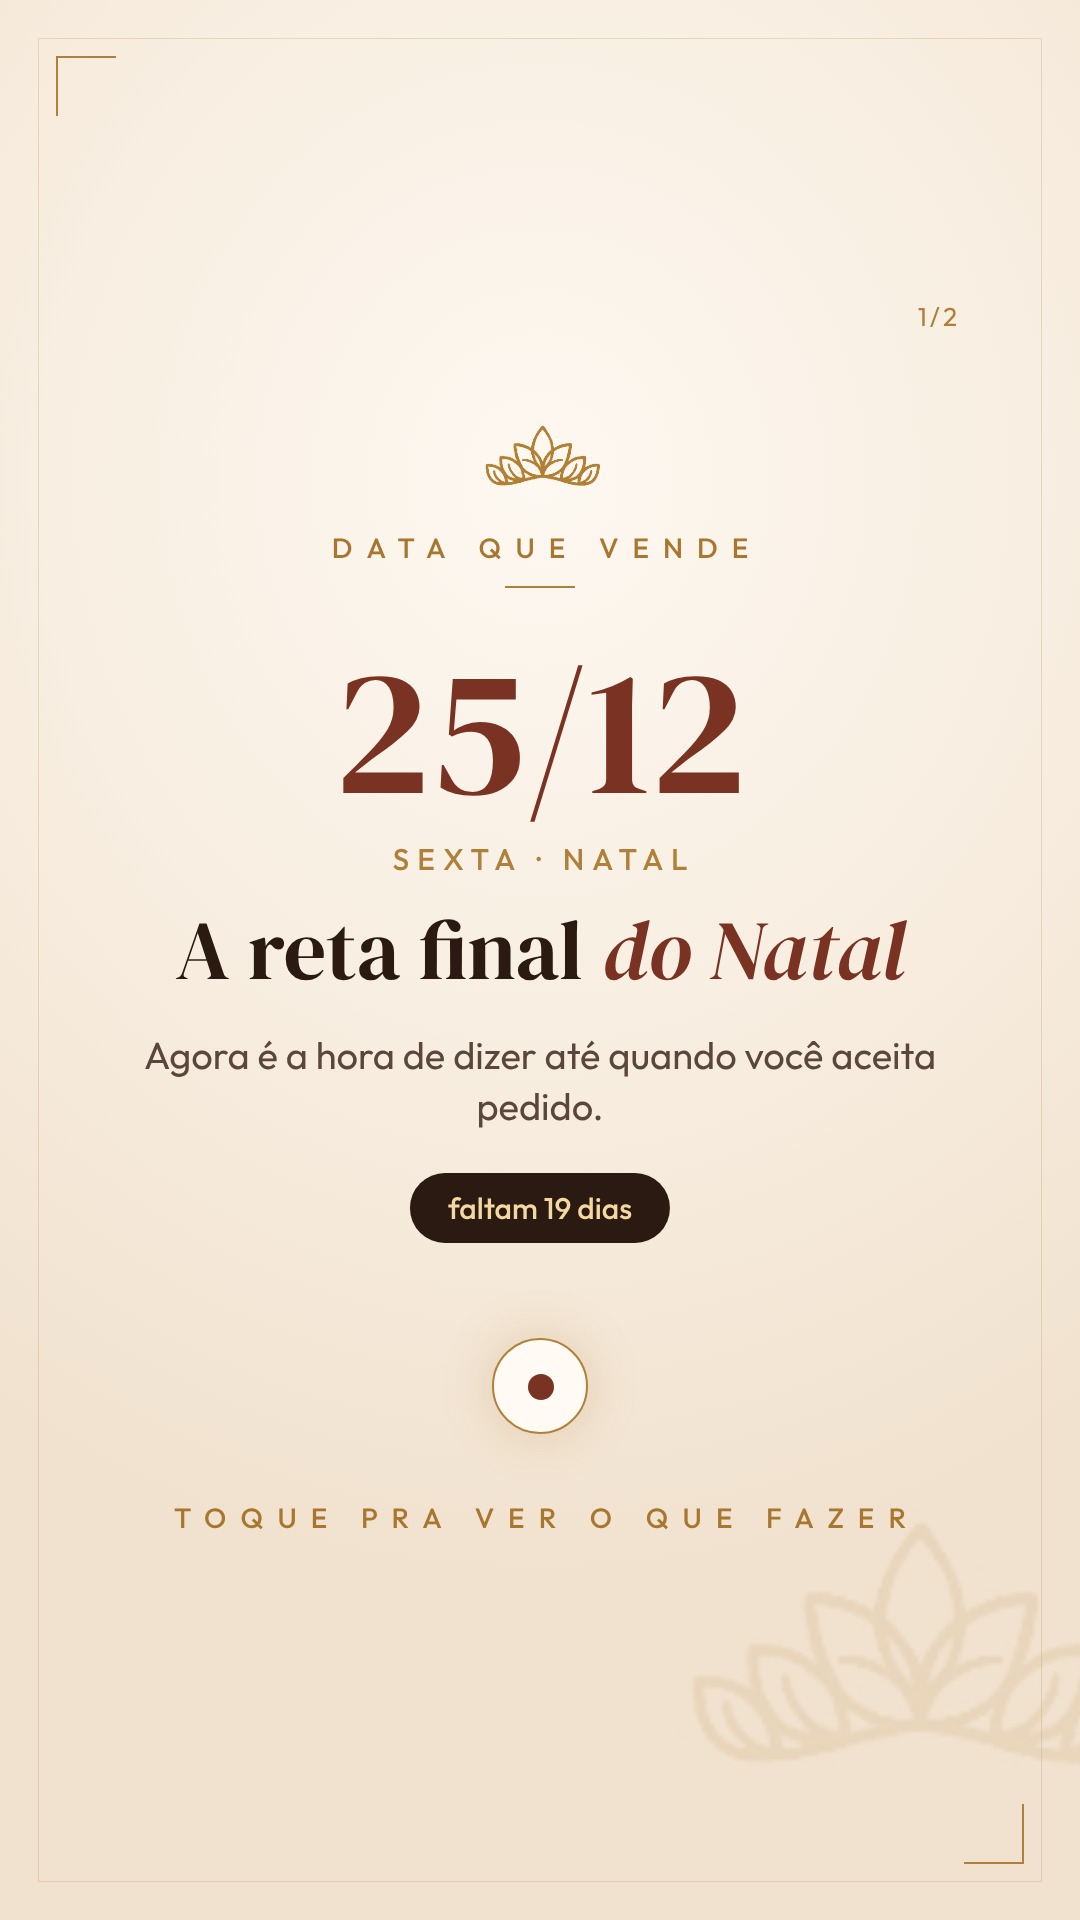 1/2
DATA QUE VENDE
25/12
SEXTA · NATAL
A reta final do Natal
Agora é a hora de dizer até quando você aceita
pedido.
faltam 19 dias
TOQUE PRA VER O QUE FAZER